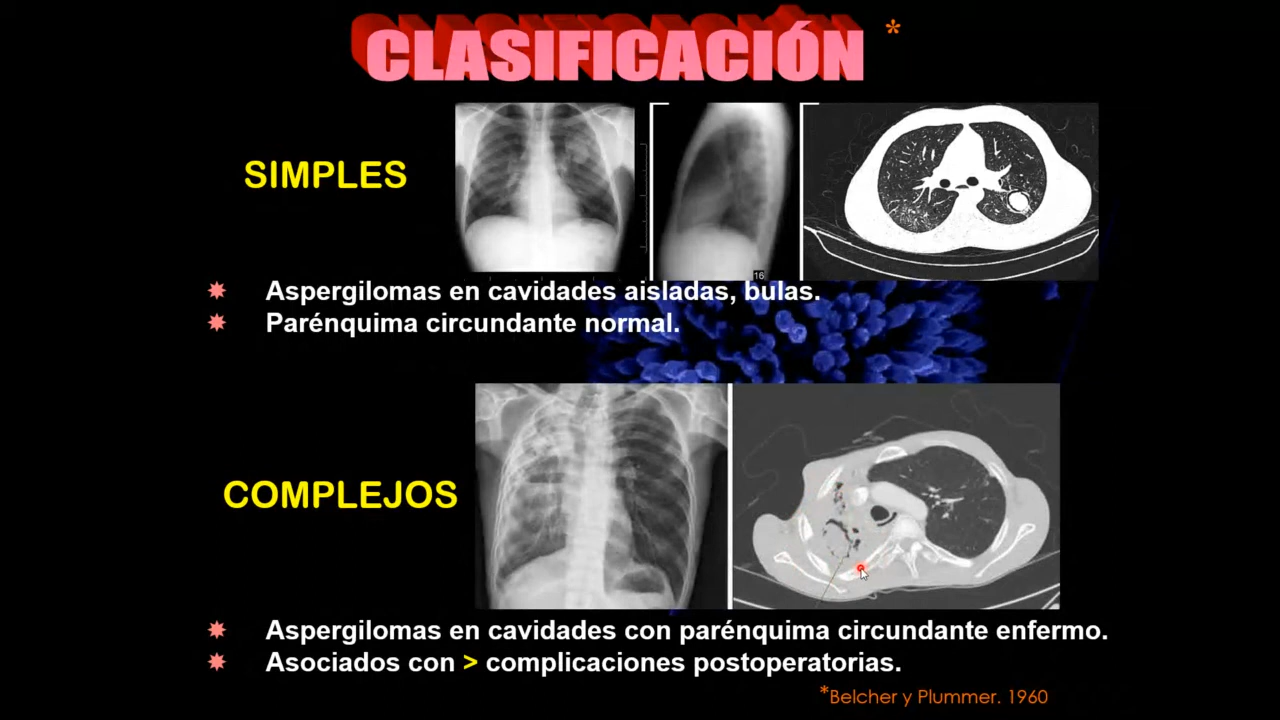 CLASIFICACIÓN *
SIMPLES
16
Aspergilomas en cavidades aisladas, bulas.
Parénquima circundante normal.
COMPLEJOS
Aspergilomas en cavidades con parénquima circundante enfermo.
Asociados con > complicaciones postoperatorias.
*Belcher y Plummer. 1960